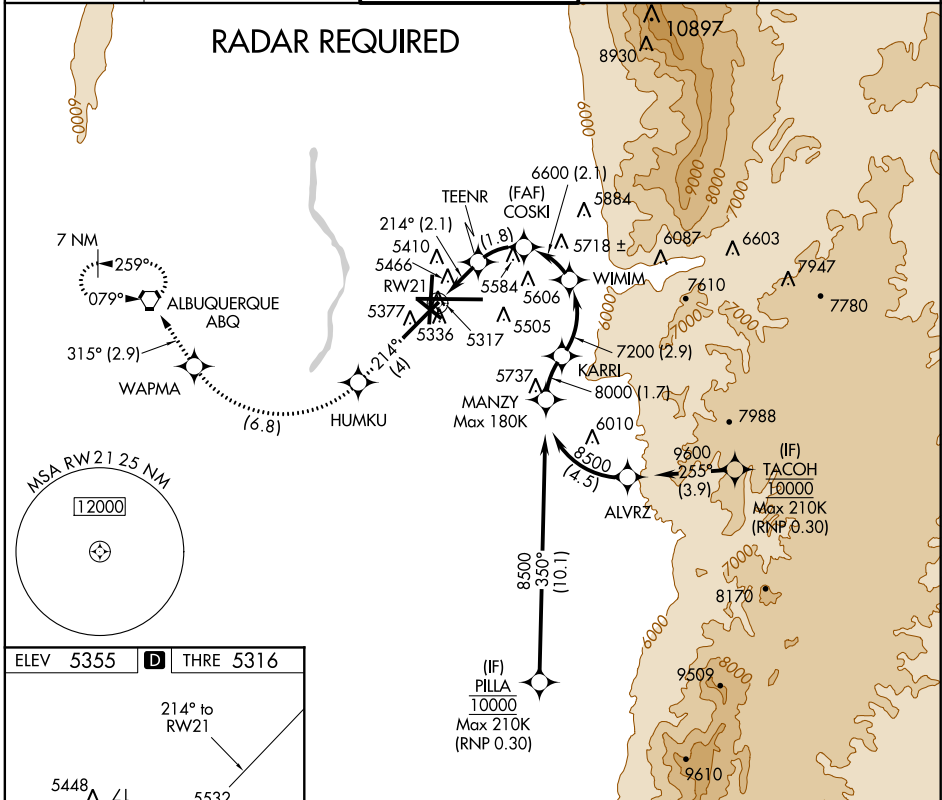 RADAR REQUIRED
10897
8930
6000
6000
9000
8000
7000
6600 (2.1)
TEENR
(FAF)
COSKI
5884
214° (2.1)
(1.8)
7 NM
5410
5718 ±
6087
6603
259°
5466
5584
WIMIM
7947
079°
ALBUQUERQUE
ABQ
RW21
5606
7610
7780
5377
5336
5317
5505
6000
7000
7000
315° (2.9)
214°
(4)
7200 (2.9)
KARRI
WAPMA
5737
8000 (1.7)
HUMKU
MANZY
Max 180K
(6.8)
6010
7988
8500
(4.5)
9600
255°
(3.9)
(IF)
TACOH
10000
Max 210K
(RNP 0.30)
ALVRZ
MSA RW21 25 NM
12000
8500
350°
(10.1)
7000
8170
6000
ELEV 5355
D
THRE 5316
(IF)
PILLA
10000
Max 210K
(RNP 0.30)
8000
9509
214° to
RW21
9610
5448
5532